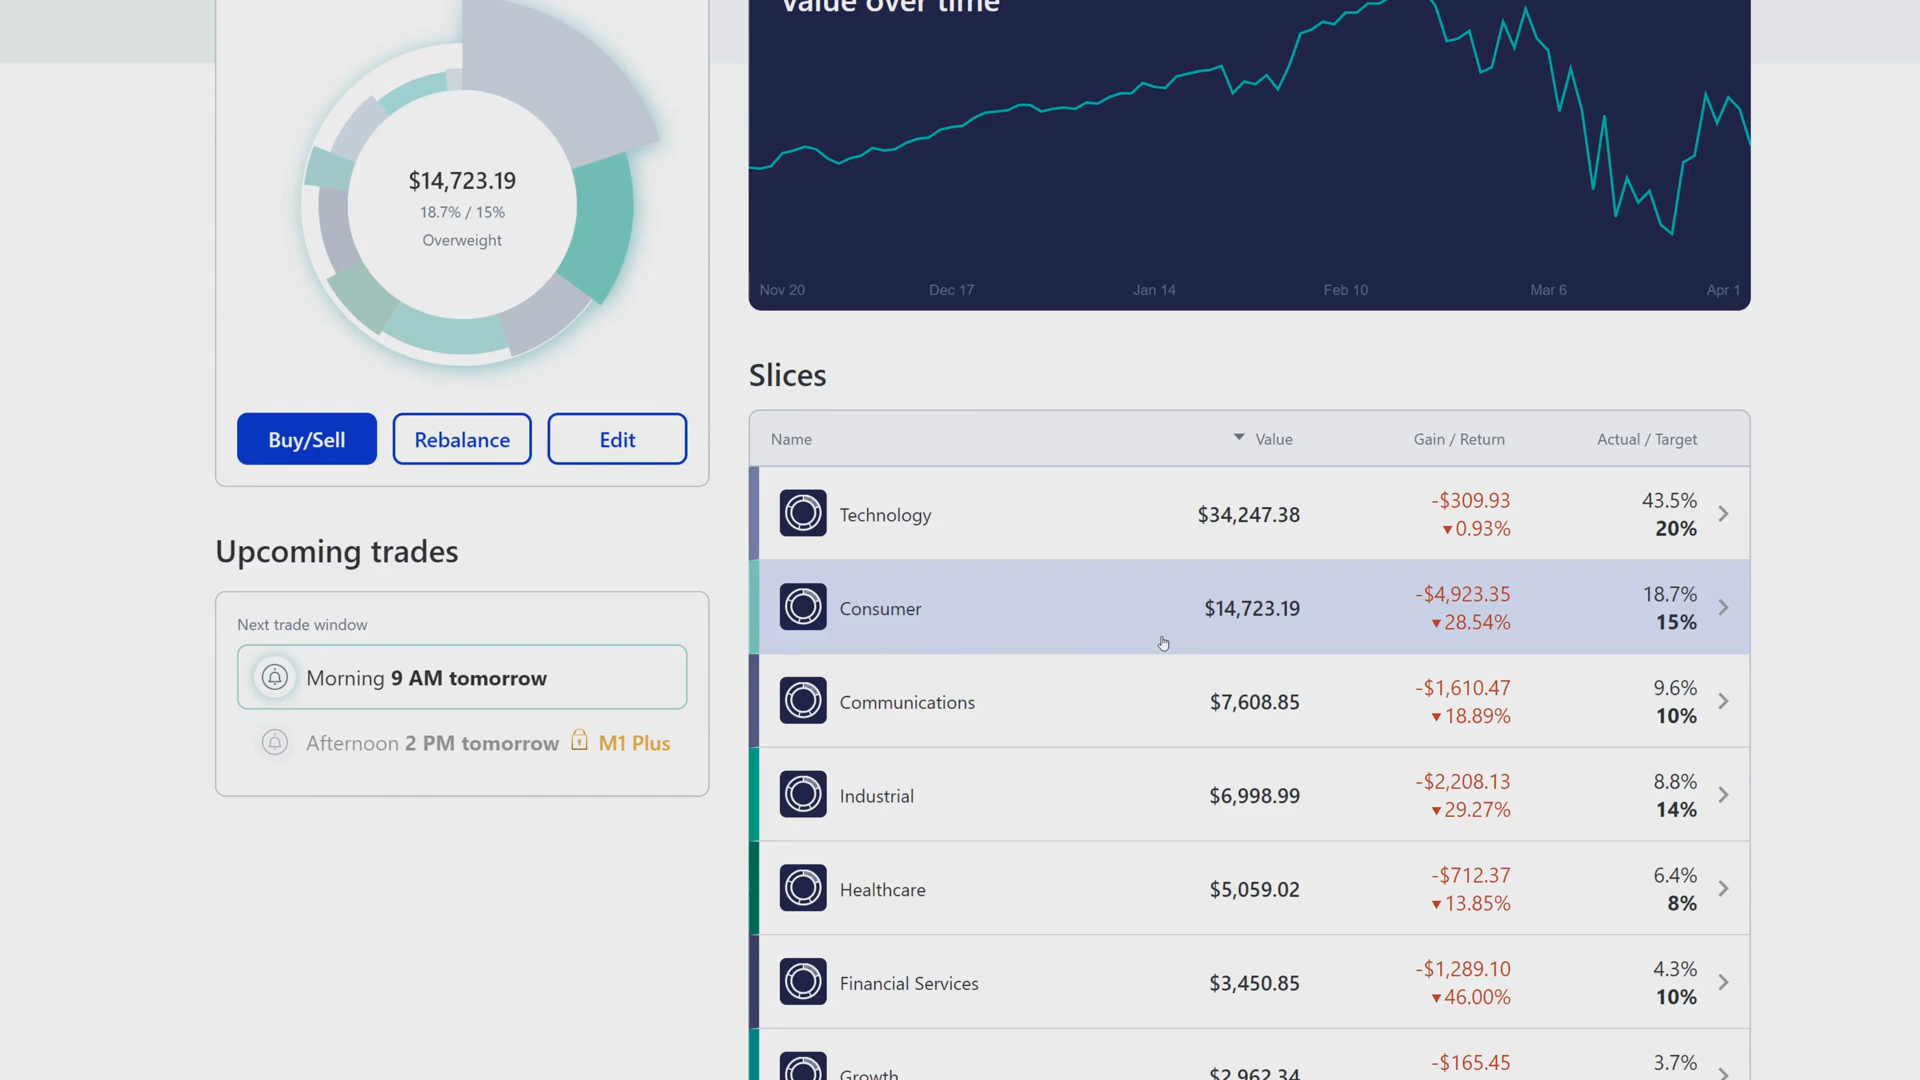 Value over time
$14,723.19
18.7% / 15%
Overweight
Buy/Sell
Rebalance
Edit
Nov 20
Dec 17
Jan 14
Feb 10
Mar 6
Apr 1
Upcoming trades
Next trade window
Morning 9 AM tomorrow
Afternoon 2 PM tomorrow M1 Plus
Slices
Name Value Gain / Return Actual / Target
Technology $34,247.38 -$309.93 43.5%
▼0.93% 20%
Consumer $14,723.19 -$4,923.35 18.7%
▼28.54% 15%
Communications $7,608.85 -$1,610.47 9.6%
▼18.89% 10%
Industrial $6,998.99 -$2,208.13 8.8%
▼29.27% 14%
Healthcare $5,059.02 -$712.37 6.4%
▼13.85% 8%
Financial Services $3,450.85 -$1,289.10 4.3%
▼46.00% 10%
Growth $2,962.34 -$165.45 3.7%